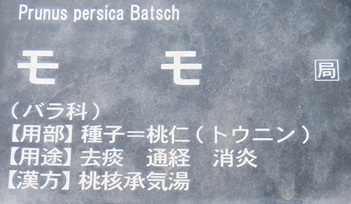 Prunus persica Batsch
モモ 局
(バラ科)
【用部】種子=桃仁(トウニン)
【用途】去痰 通経 消炎
【漢方】桃核承気湯